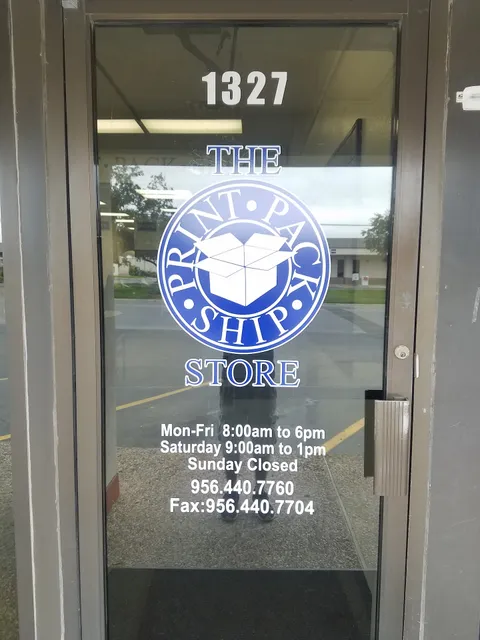 1327
THE
PRINT • PACK
• SHIP •
STORE
Mon-Fri 8:00am to 6pm
Saturday 9:00am to 1pm
Sunday Closed
956.440.7760
Fax:956.440.7704